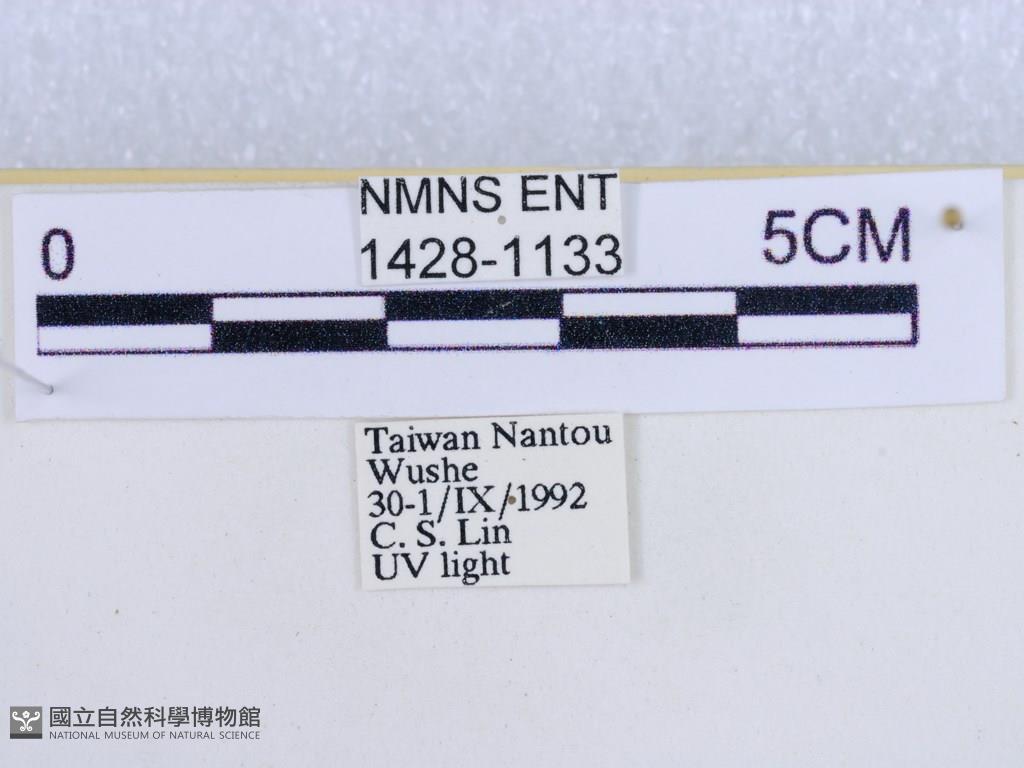 NMNS ENT
1428-1133
0
5CM
Taiwan Nantou
Wushe
30-1/IX/1992
C. S. Lin
UV light
國立自然科學博物館
NATIONAL MUSEUM OF NATURAL SCIENCE